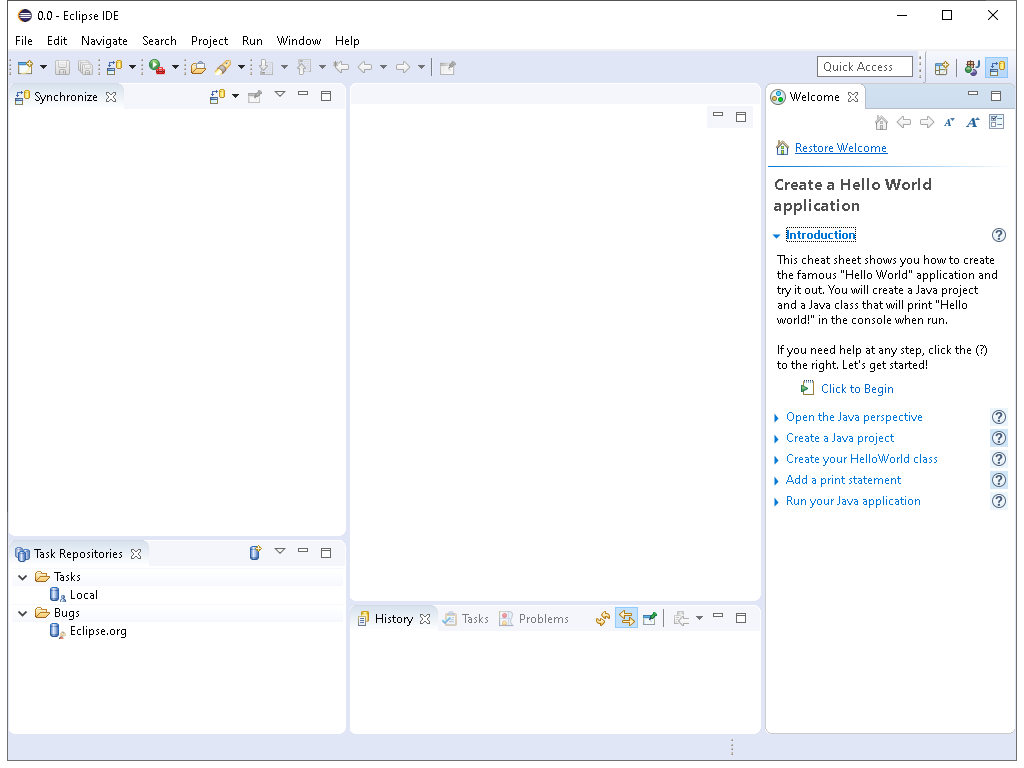 0.0 - Eclipse IDE
File Edit Navigate Search Project Run Window Help
Quick Access
Synchronize
Welcome
Restore Welcome
Create a Hello World
application
Introduction
This cheat sheet shows you how to create
the famous "Hello World" application and
try it out. You will create a Java project
and a Java class that will print "Hello
world!" in the console when run.
If you need help at any step, click the (?)
to the right. Let's get started!
Click to Begin
Open the Java perspective
Create a Java project
Create your HelloWorld class
Add a print statement
Run your Java application
Task Repositories
Tasks
Local
Bugs
Eclipse.org
History Tasks Problems